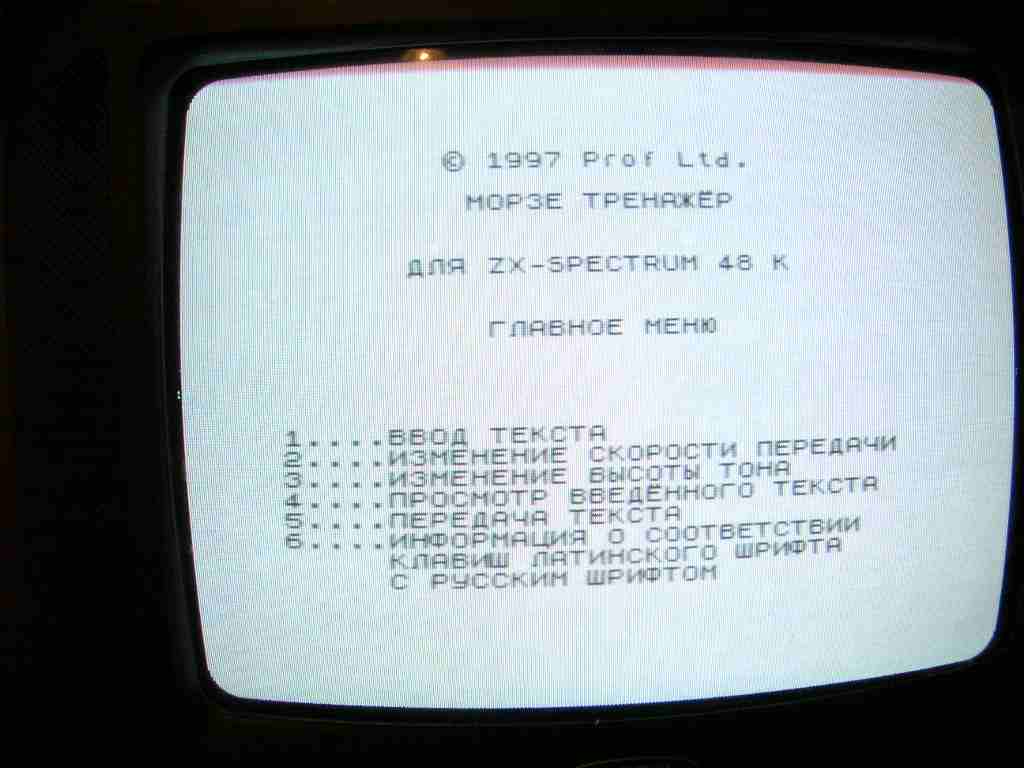 © 1997 Prof Ltd.
МОРЗЕ ТРЕНАЖЁР
ДЛЯ ZX-SPECTRUM 48 K
ГЛАВНОЕ МЕНЮ
1....ВВОД ТЕКСТА
2....ИЗМЕНЕНИЕ СКОРОСТИ ПЕРЕДАЧИ
3....ИЗМЕНЕНИЕ ВЫСОТЫ ТОНА
4....ПРОСМОТР ВВЕДЁННОГО ТЕКСТА
5....ПЕРЕДАЧА ТЕКСТА
6....ИНФОРМАЦИЯ О СООТВЕТСТВИИ
КЛАВИШ ЛАТИНСКОГО ШРИФТА
С РУССКИМ ШРИФТОМ